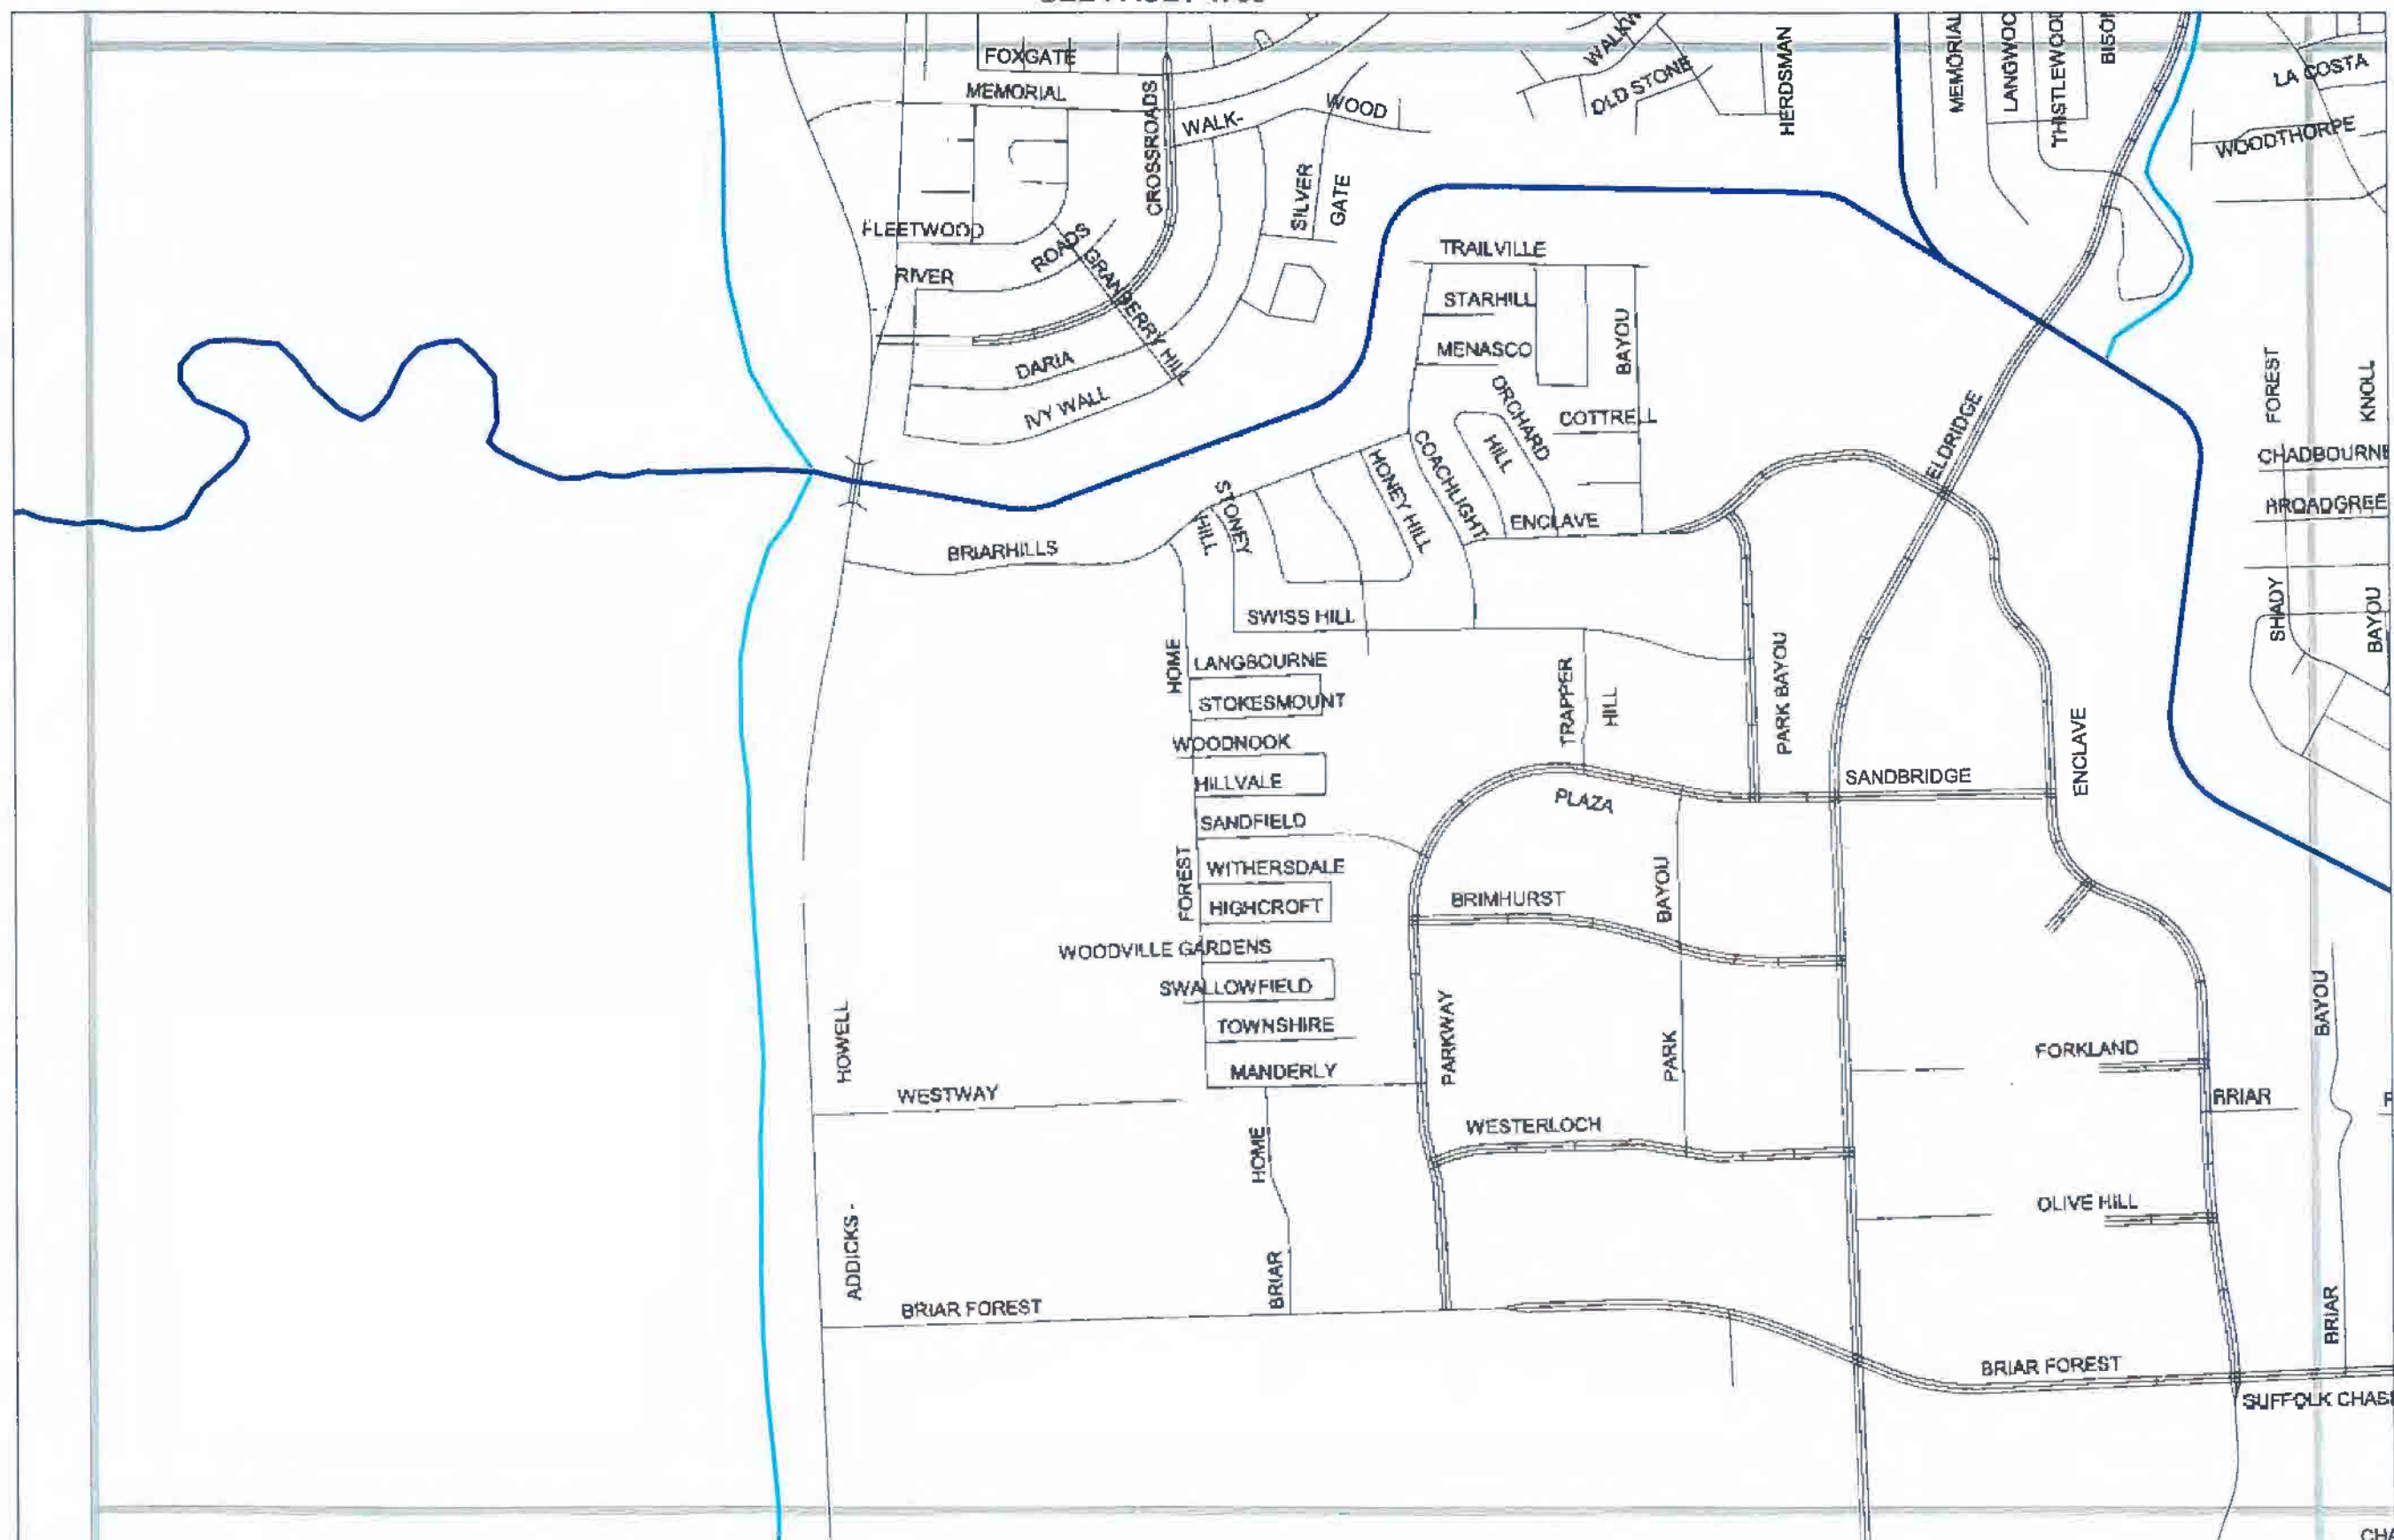 FOXGATE
MEMORIAL
CROSSROADS
WALK-
WOOD
OLD STONE
HERDSMAN
MEMORIAL
LA COSTA
WOODTHORPE
SILVER
GATE
FLEETWOOD
RIVER
ROADS
GRANBERRY HILL
TRAILVILLE
STARHILL
MENASCO
BAYOU
DARIA
IVY WALL
ORCHARD
HILL
COTTRELL
ELDRIDGE
FOREST
KNOLL
CHADBOURNE
STONEY
HILL
HONEY HILL
COACHLIGHT
ENCLAVE
BRIARHILLS
SWISS HILL
SHADY
BAYOU
HOME
LANGBOURNE
STOKESMOUNT
TRAPPER
HILL
PARK BAYOU
WOODNOOK
HILLVALE
PLAZA
SANDBRIDGE
ENCLAVE
SANDFIELD
FOREST
WITHERSDALE
HIGHCROFT
BRIMHURST
BAYOU
WOODVILLE GARDENS
SWALLOWFIELD
TOWNSHIRE
MANDERLY
HOWELL
PARKWAY
PARK
FORKLAND
BAYOU
WESTWAY
BRIAR
HOME
WESTERLOCH
OLIVE HILL
ADDICKS -
BRIAR
BRIAR FOREST
BRIAR
BRIAR FOREST
SUFFOLK CHASE